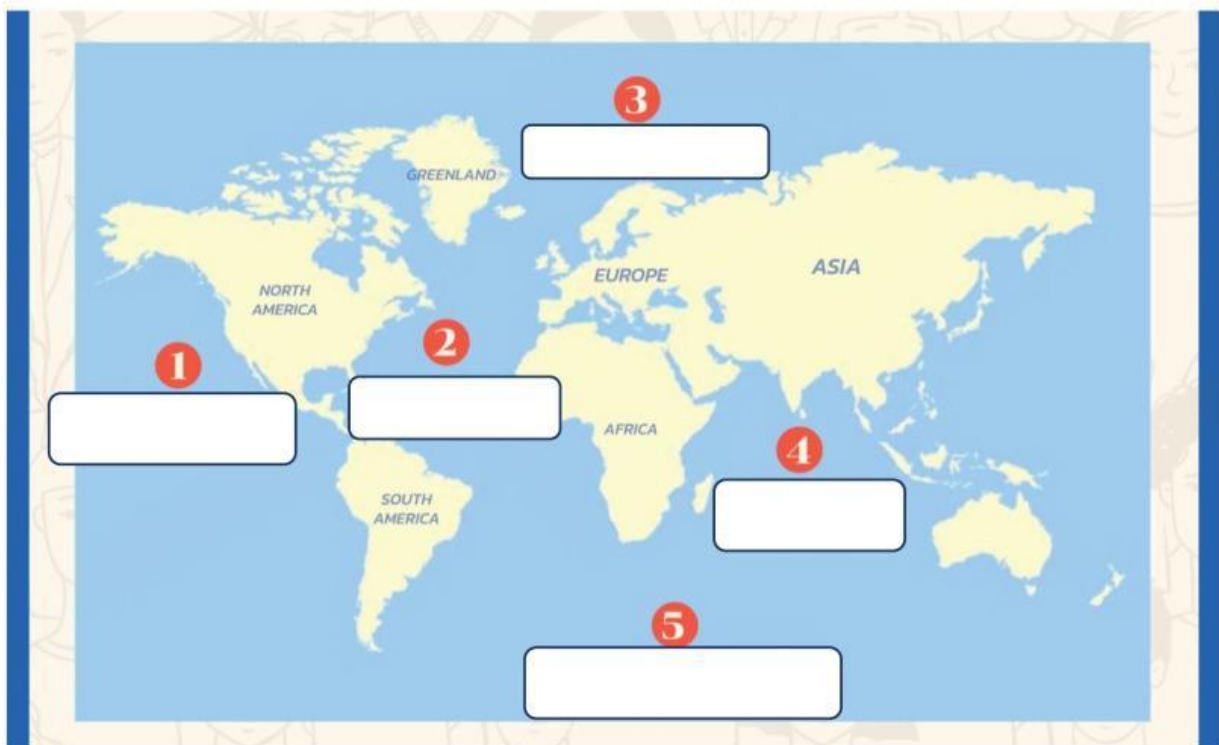 3
GREENLAND
EUROPE
ASIA
NORTH
AMERICA
2
1
AFRICA
4
SOUTH
AMERICA
5